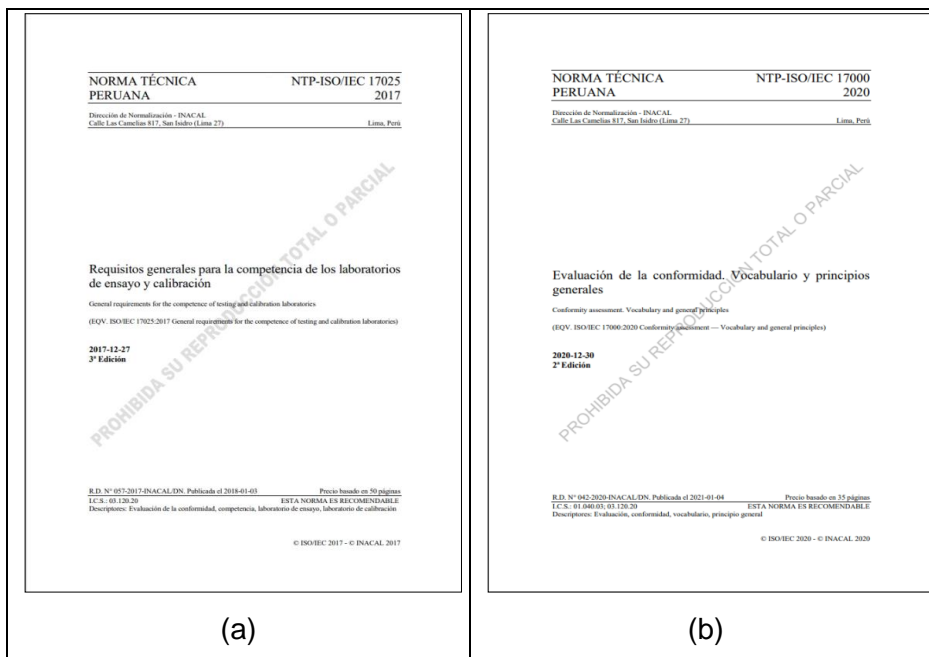 NORMA TÉCNICA NTP-ISO/IEC 17025
PERUANA 2017
Dirección de Normalización - INACAL
Calle Las Camelias 817, San Isidro (Lima 27) Lima, Perú
PROHIBIDA SU REPRODUCCIÓN TOTAL O PARCIAL
Requisitos generales para la competencia de los laboratorios
de ensayo y calibración
General requirements for the competence of testing and calibration laboratories
(EQV. ISO/IEC 17025:2017 General requirements for the competence of testing and calibration laboratories)
2017-12-27
3ª Edición
R.D. N° 057-2017-INACAL/DN. Publicada el 2018-01-03 Precio basado en 50 páginas
I.C.S.: 03.120.20 ESTA NORMA ES RECOMENDABLE
Descriptores: Evaluación de la conformidad, competencia, laboratorio de ensayo, laboratorio de calibración
© ISO/IEC 2017 - © INACAL 2017
(a)
NORMA TÉCNICA NTP-ISO/IEC 17000
PERUANA 2020
Dirección de Normalización - INACAL
Calle Las Camelias 817, San Isidro (Lima 27) Lima, Perú
PROHIBIDA SU REPRODUCCIÓN TOTAL O PARCIAL
Evaluación de la conformidad. Vocabulario y principios
generales
Conformity assessment. Vocabulary and general principles
(EQV. ISO/IEC 17000:2020 Conformity assessment — Vocabulary and general principles)
2020-12-30
2ª Edición
R.D. N° 042-2020-INACAL/DN. Publicada el 2021-01-04 Precio basado en 35 páginas
I.C.S.: 01.040.03; 03.120.20 ESTA NORMA ES RECOMENDABLE
Descriptores: Evaluación, conformidad, vocabulario, principio general
© ISO/IEC 2020 - © INACAL 2020
(b)